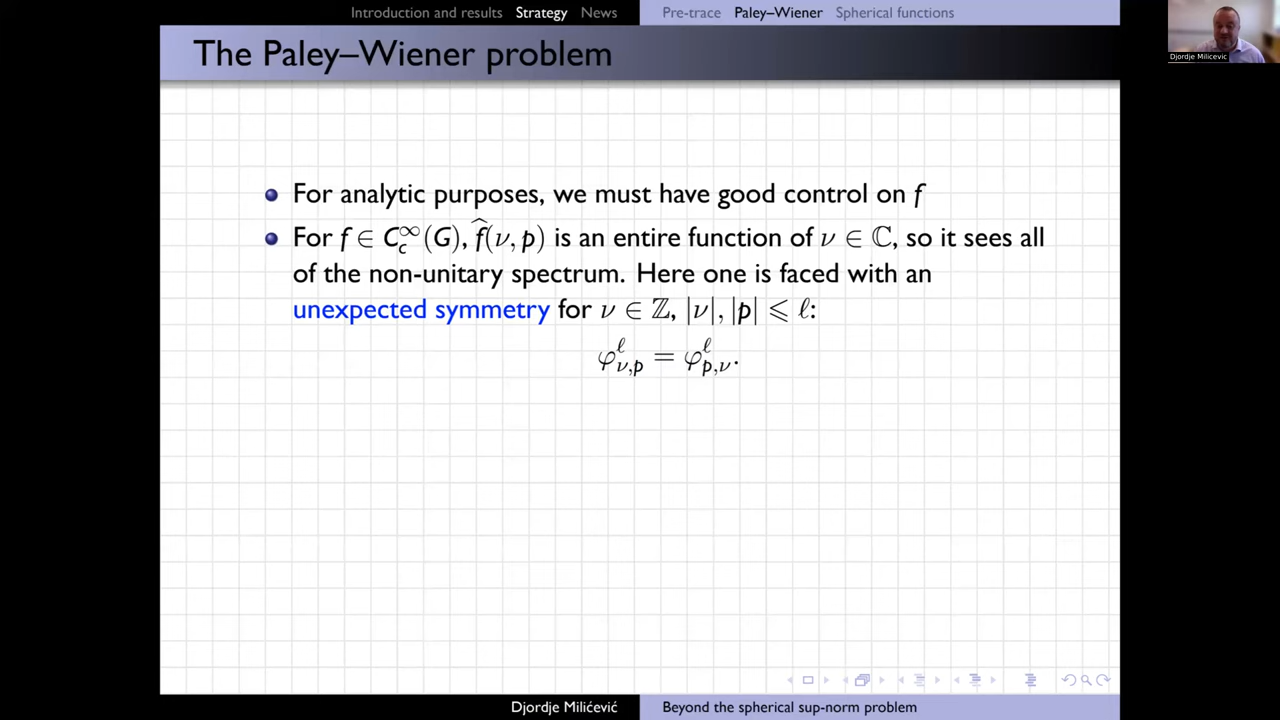 Introduction and results Strategy News Pre-trace Paley–Wiener Spherical functions
The Paley–Wiener problem
Djordje Milicevic
For analytic purposes, we must have good control on f
For f ∈ C_c^∞(G), f̂(ν, p) is an entire function of ν ∈ ℂ, so it sees all
of the non-unitary spectrum. Here one is faced with an
unexpected symmetry for ν ∈ ℤ, |ν|, |p| ⩽ ℓ:
φ^ℓ_{ν,p} = φ^ℓ_{p,ν}.
Djordje Milićević Beyond the spherical sup-norm problem